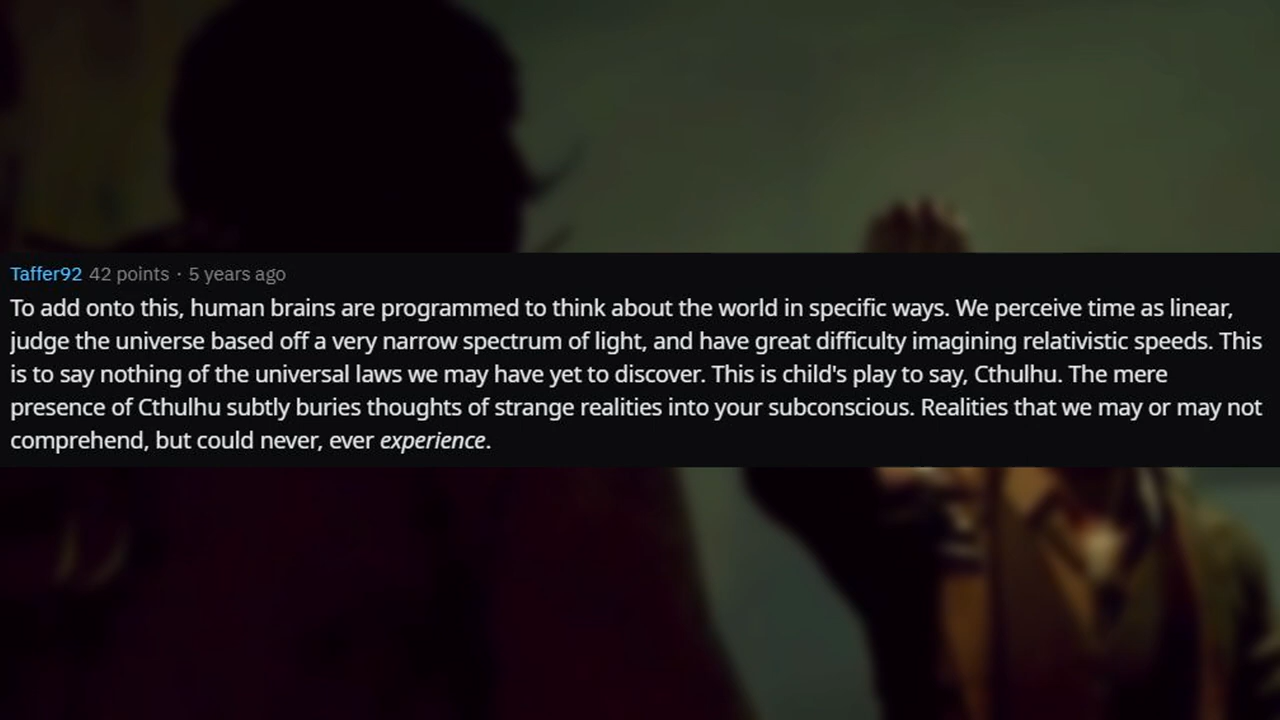 Taffer92 42 points · 5 years ago
To add onto this, human brains are programmed to think about the world in specific ways. We perceive time as linear,
judge the universe based off a very narrow spectrum of light, and have great difficulty imagining relativistic speeds. This
is to say nothing of the universal laws we may have yet to discover. This is child's play to say, Cthulhu. The mere
presence of Cthulhu subtly buries thoughts of strange realities into your subconscious. Realities that we may or may not
comprehend, but could never, ever experience.